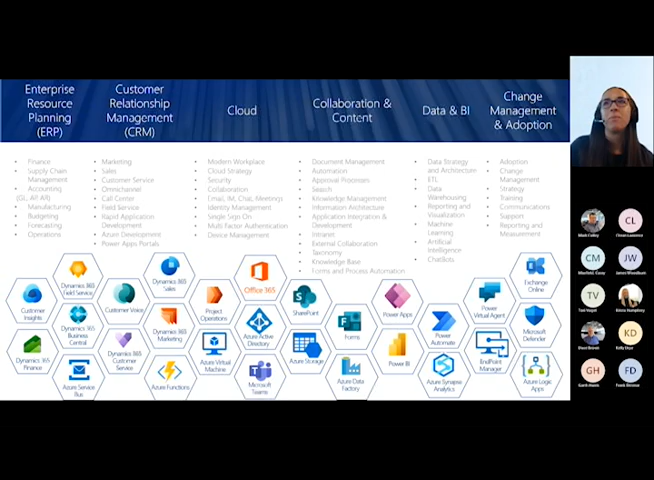 Enterprise
Resource
Planning
(ERP)
Customer
Relationship
Management
(CRM)
Cloud
Collaboration &
Content
Data & BI
Change
Management
& Adoption
Finance
Supply Chain
Management
Accounting
(GL, AP, AR)
Manufacturing
Budgeting
Forecasting
Operations
Marketing
Sales
Customer Service
Omnichannel
Call Center
Field Service
Rapid Application
Development
Azure Development
Power Apps Portals
Modern Workplace
Cloud Strategy
Security
Collaboration
Email, IM, Chat, Meetings
Identity Management
Single Sign On
Multi Factor Authentication
Device Management
Document Management
Automation
Approval Processes
Search
Knowledge Management
Information Architecture
Application Integration &
Development
Intranet
External Collaboration
Taxonomy
Knowledge Base
Forms and Process Automation
Data Strategy
and Architecture
ETL
Data
Warehousing
Reporting and
Visualization
Machine
Learning
Artificial
Intelligence
ChatBots
Adoption
Change
Management
Strategy
Training
Communications
Support
Reporting and
Measurement
Customer
Insights
Dynamics 365
Field Service
Customer Voice
Dynamics 365
Sales
Project
Operations
Office 365
SharePoint
Power Apps
Power
Virtual Agent
Exchange
Online
Dynamics 365
Finance
Dynamics 365
Business
Central
Dynamics 365
Customer
Service
Dynamics 365
Marketing
Azure Virtual
Machine
Azure Active
Directory
Azure Storage
Forms
Power BI
Power
Automate
EndPoint
Manager
Microsoft
Defender
Azure Service
Bus
Azure Functions
Microsoft
Teams
Azure Data
Factory
Azure Synapse
Analytics
Azure Logic
Apps
CL
CM
JW
James Woodburn
TV
KD
GH
FD